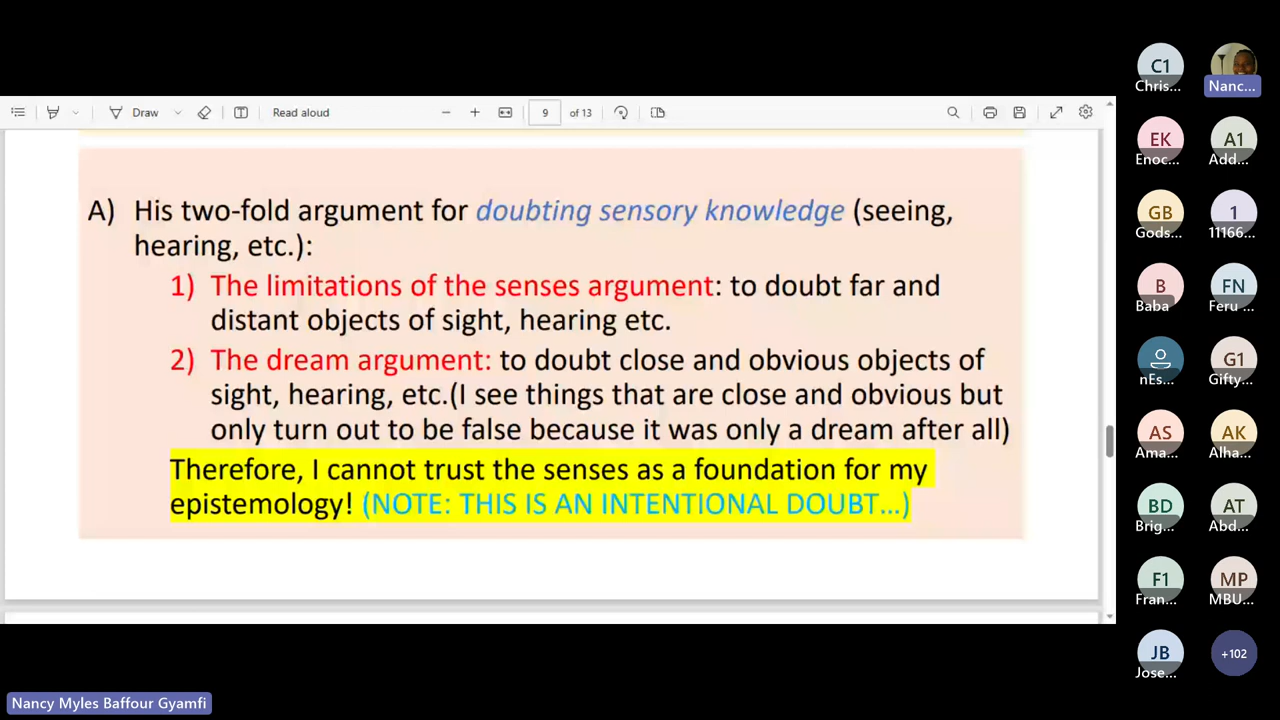 Draw
Read aloud
9
of 13
A) His two-fold argument for doubting sensory knowledge (seeing,
hearing, etc.):
1) The limitations of the senses argument: to doubt far and
distant objects of sight, hearing etc.
2) The dream argument: to doubt close and obvious objects of
sight, hearing, etc.(I see things that are close and obvious but
only turn out to be false because it was only a dream after all)
Therefore, I cannot trust the senses as a foundation for my
epistemology! (NOTE: THIS IS AN INTENTIONAL DOUBT...)
C1
Chris...
Nanc...
EK
Enoc...
A1
Add...
GB
Gods...
1
11166...
B
Baba
FN
Feru ...
nEs...
G1
Gifty...
AS
Ama...
AK
Alha...
BD
Brig...
AT
Abd...
F1
Fran...
MP
MBU...
JB
Jose...
+102
Nancy Myles Baffour Gyamfi